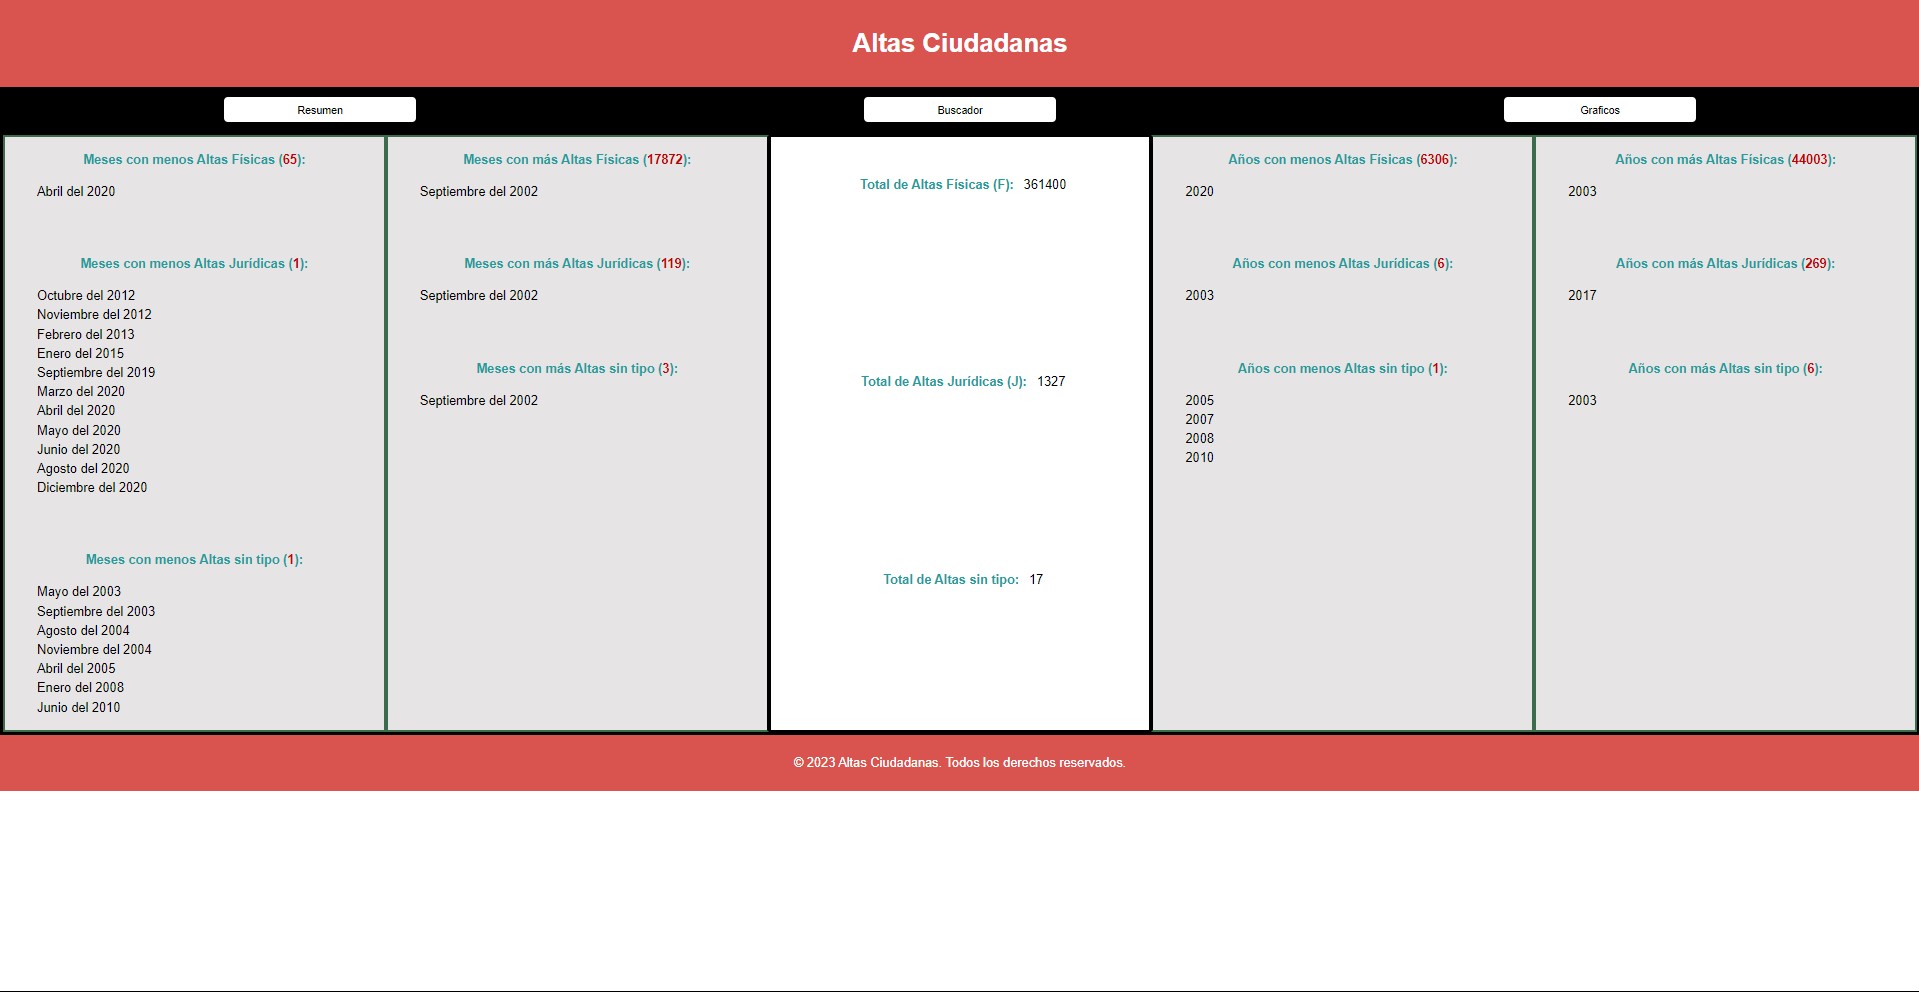 Altas Ciudadanas
Resumen
Buscador
Graficos
Meses con menos Altas Físicas (65):
Abril del 2020
Meses con menos Altas Jurídicas (1):
Octubre del 2012
Noviembre del 2012
Febrero del 2013
Enero del 2015
Septiembre del 2019
Marzo del 2020
Abril del 2020
Mayo del 2020
Junio del 2020
Agosto del 2020
Diciembre del 2020
Meses con menos Altas sin tipo (1):
Mayo del 2003
Septiembre del 2003
Agosto del 2004
Noviembre del 2004
Abril del 2005
Enero del 2008
Junio del 2010
Meses con más Altas Físicas (17872):
Septiembre del 2002
Meses con más Altas Jurídicas (119):
Septiembre del 2002
Meses con más Altas sin tipo (3):
Septiembre del 2002
Total de Altas Físicas (F): 361400
Total de Altas Jurídicas (J): 1327
Total de Altas sin tipo: 17
Años con menos Altas Físicas (6306):
2020
Años con menos Altas Jurídicas (6):
2003
Años con menos Altas sin tipo (1):
2005
2007
2008
2010
Años con más Altas Físicas (44003):
2003
Años con más Altas Jurídicas (269):
2017
Años con más Altas sin tipo (6):
2003
© 2023 Altas Ciudadanas. Todos los derechos reservados.